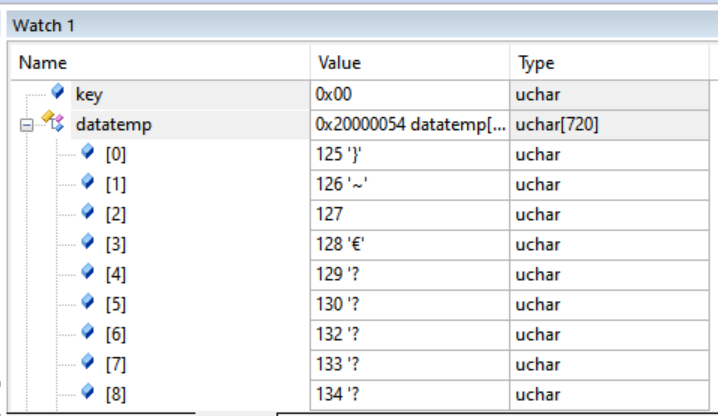 Watch 1
Name Value Type
key 0x00 uchar
datatemp 0x20000054 datatemp[... uchar[720]
[0] 125 '}' uchar
[1] 126 '~' uchar
[2] 127 uchar
[3] 128 '€' uchar
[4] 129 '? uchar
[5] 130 '? uchar
[6] 132 '? uchar
[7] 133 '? uchar
[8] 134 '? uchar